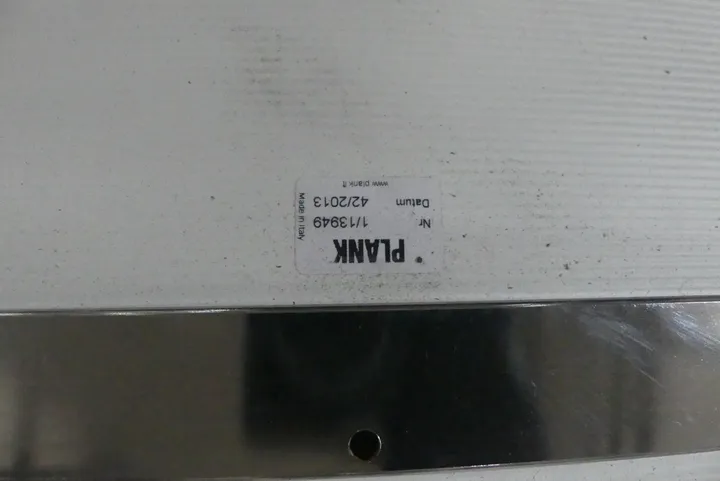 PLANK
Nr 1/13949
Datum 42/2013
www.plank.it
Made in Italy